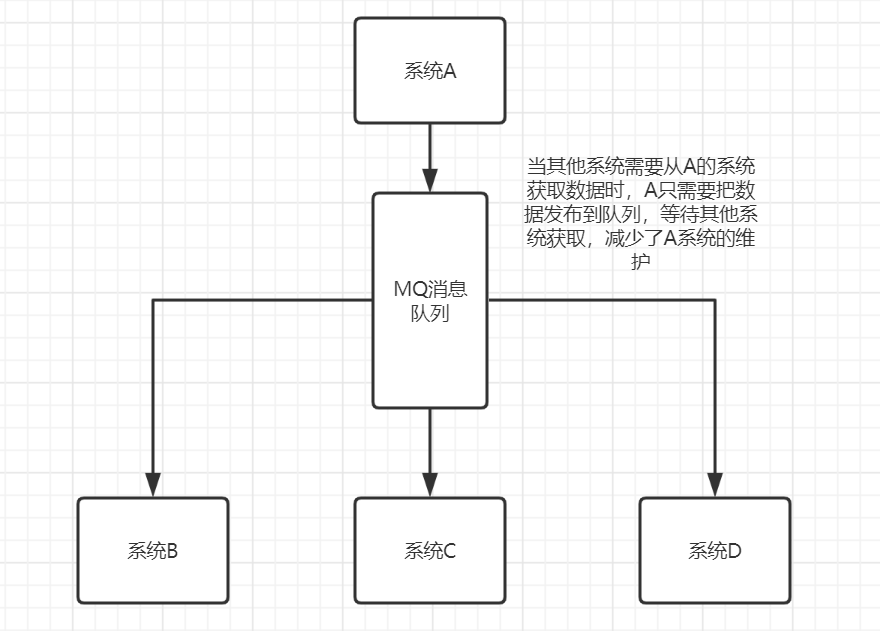 系统A
当其他系统需要从A的系统
获取数据时，A只需要把数
据发布到队列，等待其他系
统获取，减少了A系统的维
护
MQ消息
队列
系统B
系统C
系统D